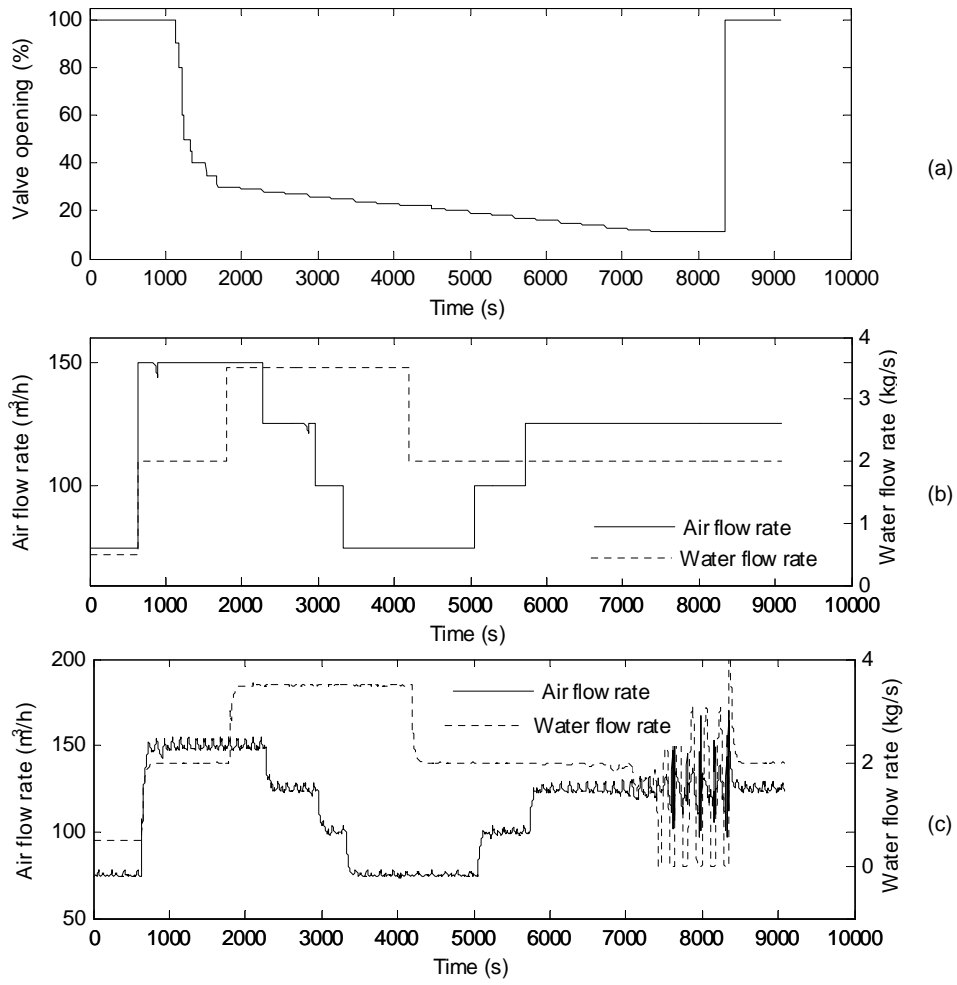 100
80
60
40
20
0
Valve opening (%)
0 1000 2000 3000 4000 5000 6000 7000 8000 9000 10000
Time (s)
(a)
150
100
Air flow rate (m³/h)
4
3
2
1
0
Water flow rate (kg/s)
Air flow rate
Water flow rate
0 1000 2000 3000 4000 5000 6000 7000 8000 9000 10000
Time (s)
(b)
200
150
100
50
Air flow rate (m³/h)
4
2
0
Water flow rate (kg/s)
Air flow rate
Water flow rate
0 1000 2000 3000 4000 5000 6000 7000 8000 9000 10000
Time (s)
(c)